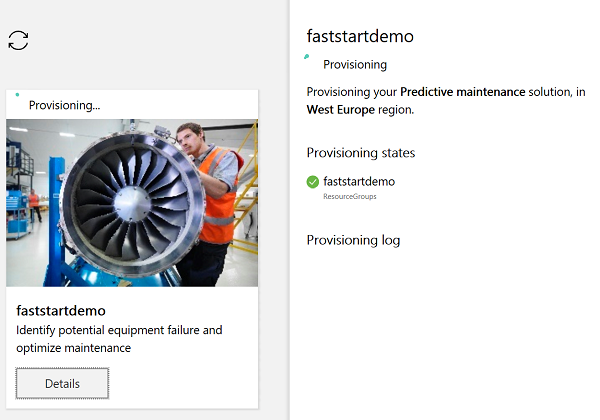 Provisioning...
faststartdemo
Identify potential equipment failure and
optimize maintenance
Details
faststartdemo
Provisioning
Provisioning your Predictive maintenance solution, in
West Europe region.
Provisioning states
faststartdemo
ResourceGroups
Provisioning log